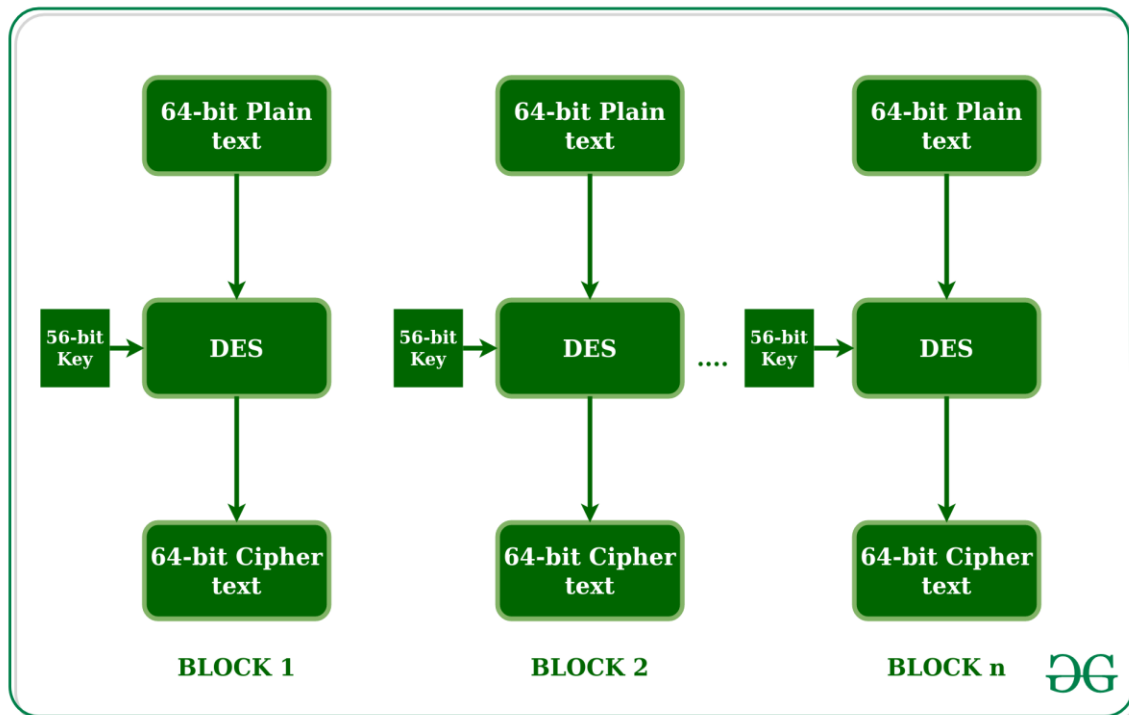 64-bit Plain
text
64-bit Plain
text
64-bit Plain
text
56-bit
Key
DES
56-bit
Key
DES
....
56-bit
Key
DES
64-bit Cipher
text
64-bit Cipher
text
64-bit Cipher
text
BLOCK 1
BLOCK 2
BLOCK n